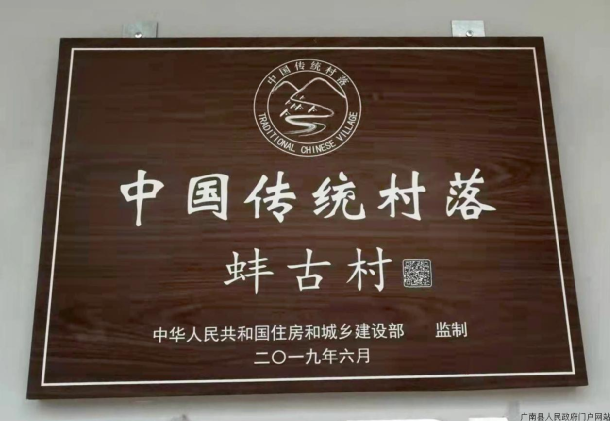 中国传统村落
TRADITIONAL CHINESE VILLAGE
中国传统村落
蚌古村
中华人民共和国住房和城乡建设部 监制
二〇一九年六月
广南县人民政府门户网站